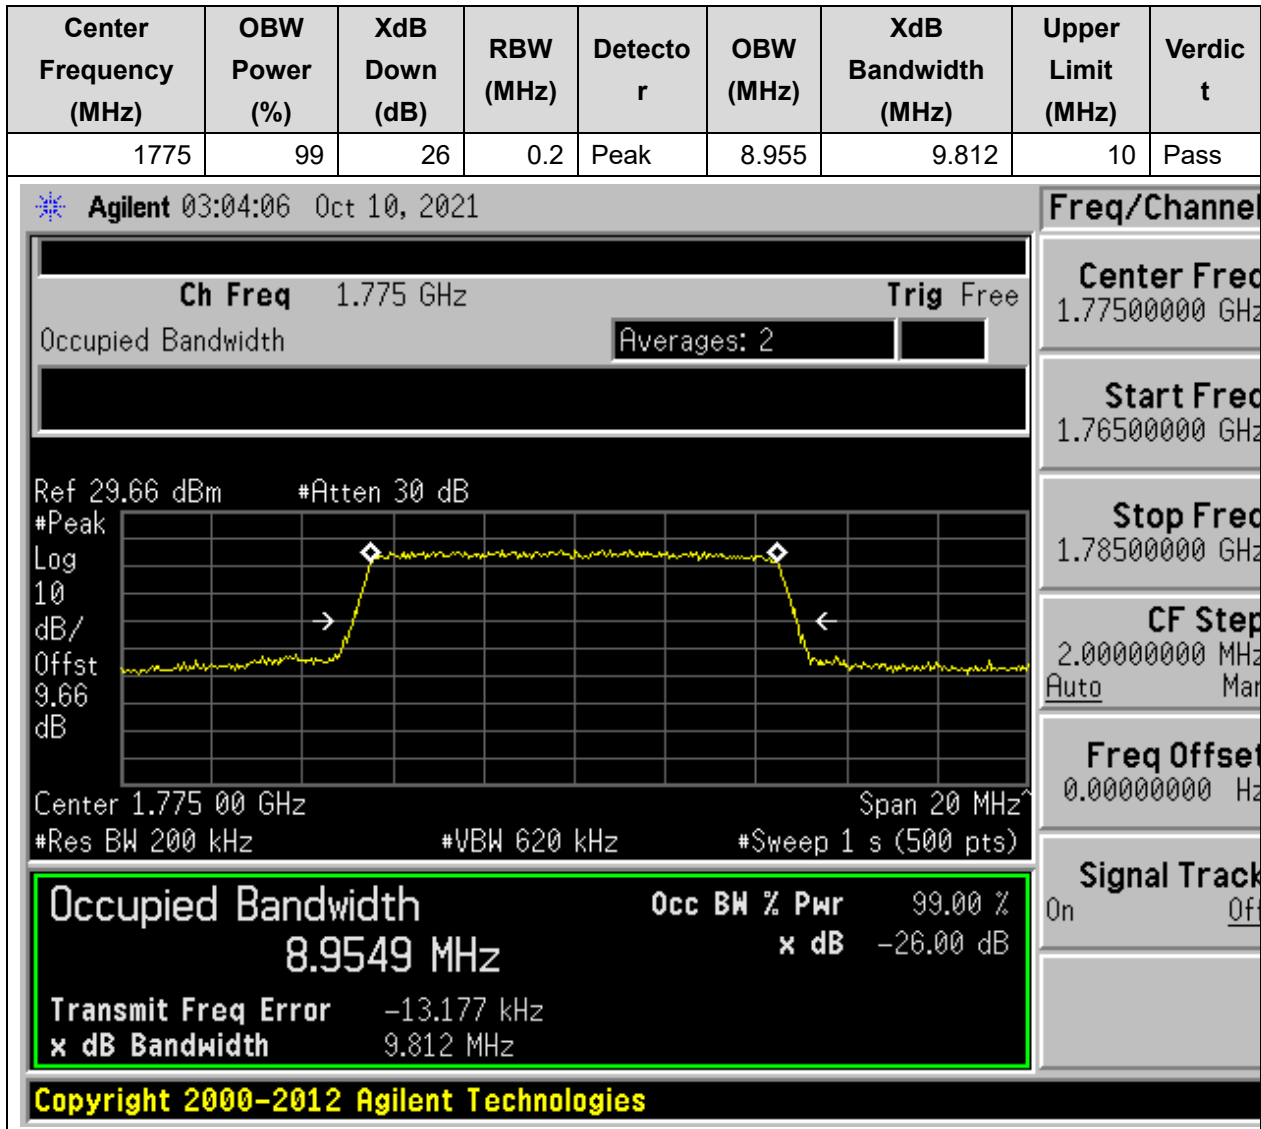 Center Frequency (MHz) OBW Power (%) XdB Down (dB) RBW (MHz) Detecto r OBW (MHz) XdB Bandwidth (MHz) Upper Limit (MHz) Verdic t
1775 99 26 0.2 Peak 8.955 9.812 10 Pass
Agilent 03:04:06 Oct 10, 2021
Ch Freq 1.775 GHz Trig Free
Occupied Bandwidth Averages: 2
Ref 29.66 dBm #Atten 30 dB
#Peak
Log
10
dB/
Offst
9.66
dB
Center 1.775 00 GHz Span 20 MHz^
#Res BW 200 kHz #VBW 620 kHz #Sweep 1 s (500 pts)
Occupied Bandwidth Occ BW % Pwr 99.00 %
8.9549 MHz x dB -26.00 dB
Transmit Freq Error -13.177 kHz
x dB Bandwidth 9.812 MHz
Copyright 2000-2012 Agilent Technologies
Freq/Channel
Center Freq
1.77500000 GHz
Start Freq
1.76500000 GHz
Stop Freq
1.78500000 GHz
CF Step
2.00000000 MHz
Auto Man
Freq Offset
0.00000000 Hz
Signal Track
On Off